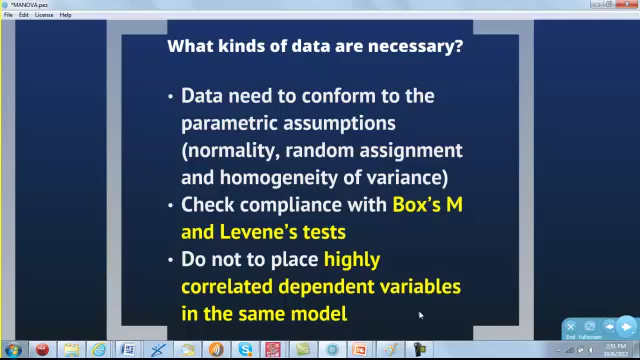 *MANOVA.pez
File Edit License Help
What kinds of data are necessary?
• Data need to conform to the
parametric assumptions
(normality, random assignment
and homogeneity of variance)
• Check compliance with Box's M
and Levene's tests
• Do not to place highly
correlated dependent variables
in the same model
End Fullscreen
2:51 PM